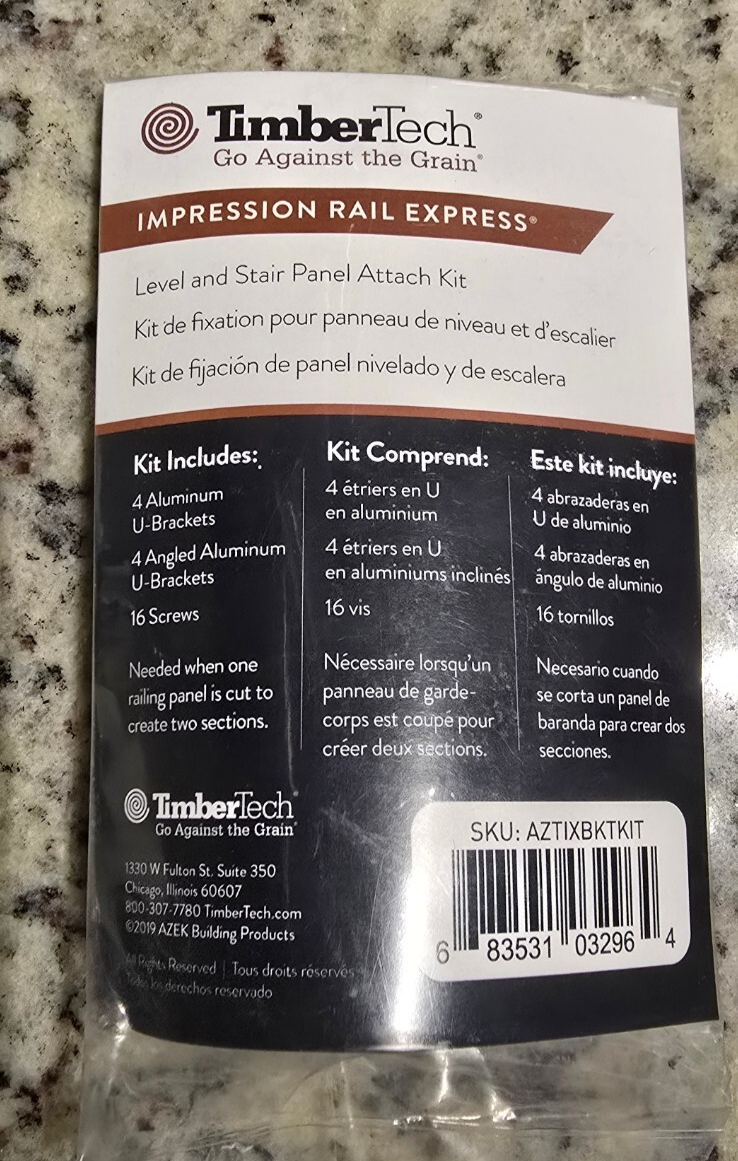 TimberTech®
Go Against the Grain®
IMPRESSION RAIL EXPRESS®
Level and Stair Panel Attach Kit
Kit de fixation pour panneau de niveau et d'escalier
Kit de fijación de panel nivelado y de escalera
Kit Includes:
4 Aluminum
U-Brackets
4 Angled Aluminum
U-Brackets
16 Screws
Needed when one
railing panel is cut to
create two sections.
Kit Comprend:
4 étriers en U
en aluminium
4 étriers en U
en aluminiums inclinés
16 vis
Nécessaire lorsqu'un
panneau de garde-
corps est coupé pour
créer deux sections.
Este kit incluye:
4 abrazaderas en
U de aluminio
4 abrazaderas en
ángulo de aluminio
16 tornillos
Necesario cuando
se corta un panel de
baranda para crear dos
secciones.
TimberTech®
Go Against the Grain®
1330 W Fulton St. Suite 350
Chicago, Illinois 60607
800-307-7780 TimberTech.com
©2019 AZEK Building Products
All Rights Reserved | Tous droits réservés
Todos los derechos reservado
SKU: AZTIXBKTKIT
6 83531 03296 4